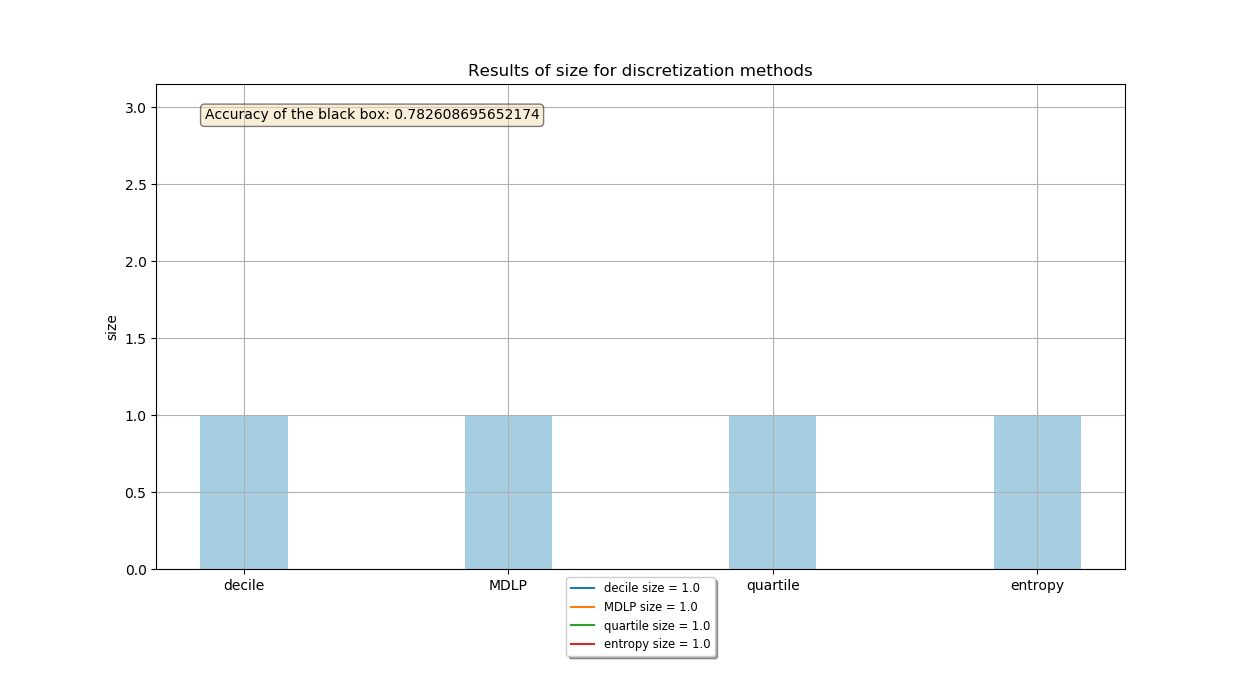 Results of size for discretization methods
3.0
Accuracy of the black box: 0.782608695652174
2.5
2.0
1.5
size
1.0
0.5
0.0
decile MDLP quartile entropy
decile size = 1.0
MDLP size = 1.0
quartile size = 1.0
entropy size = 1.0